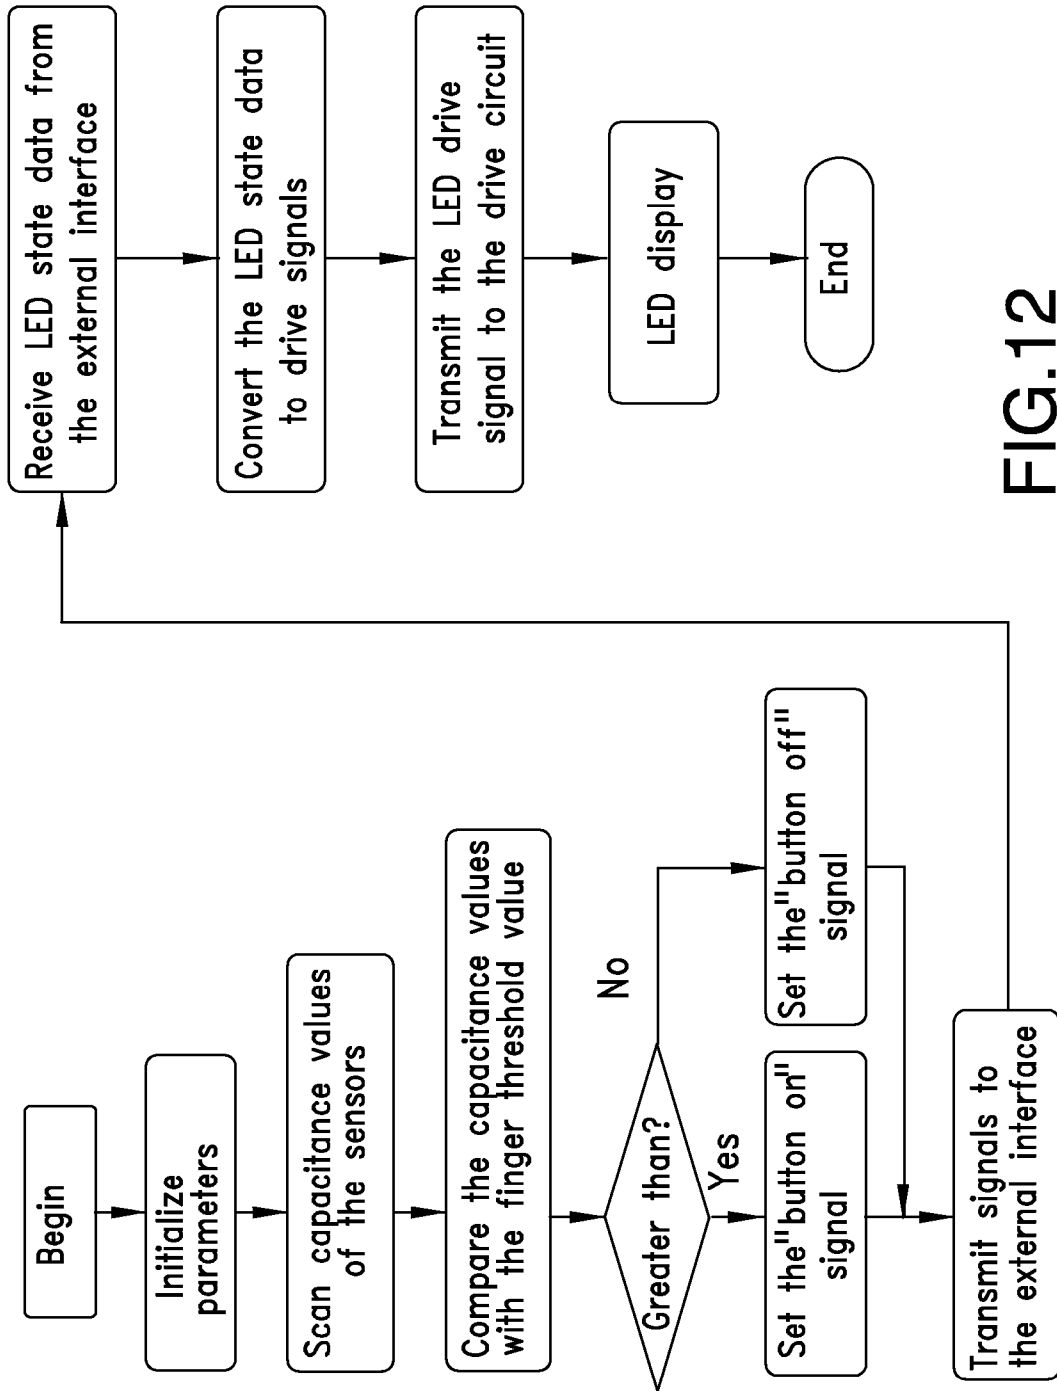 Begin
Initialize
parameters
Scan capacitance values
of the sensors
Compare the capacitance values
with the finger threshold value
Greater than?
Yes
No
Set the"button on"
signal
Set the"button off"
signal
Transmit signals to
the external interface
Receive LED state data from
the external interface
Convert the LED state data
to drive signals
Transmit the LED drive
signal to the drive circuit
LED display
End
FIG.12